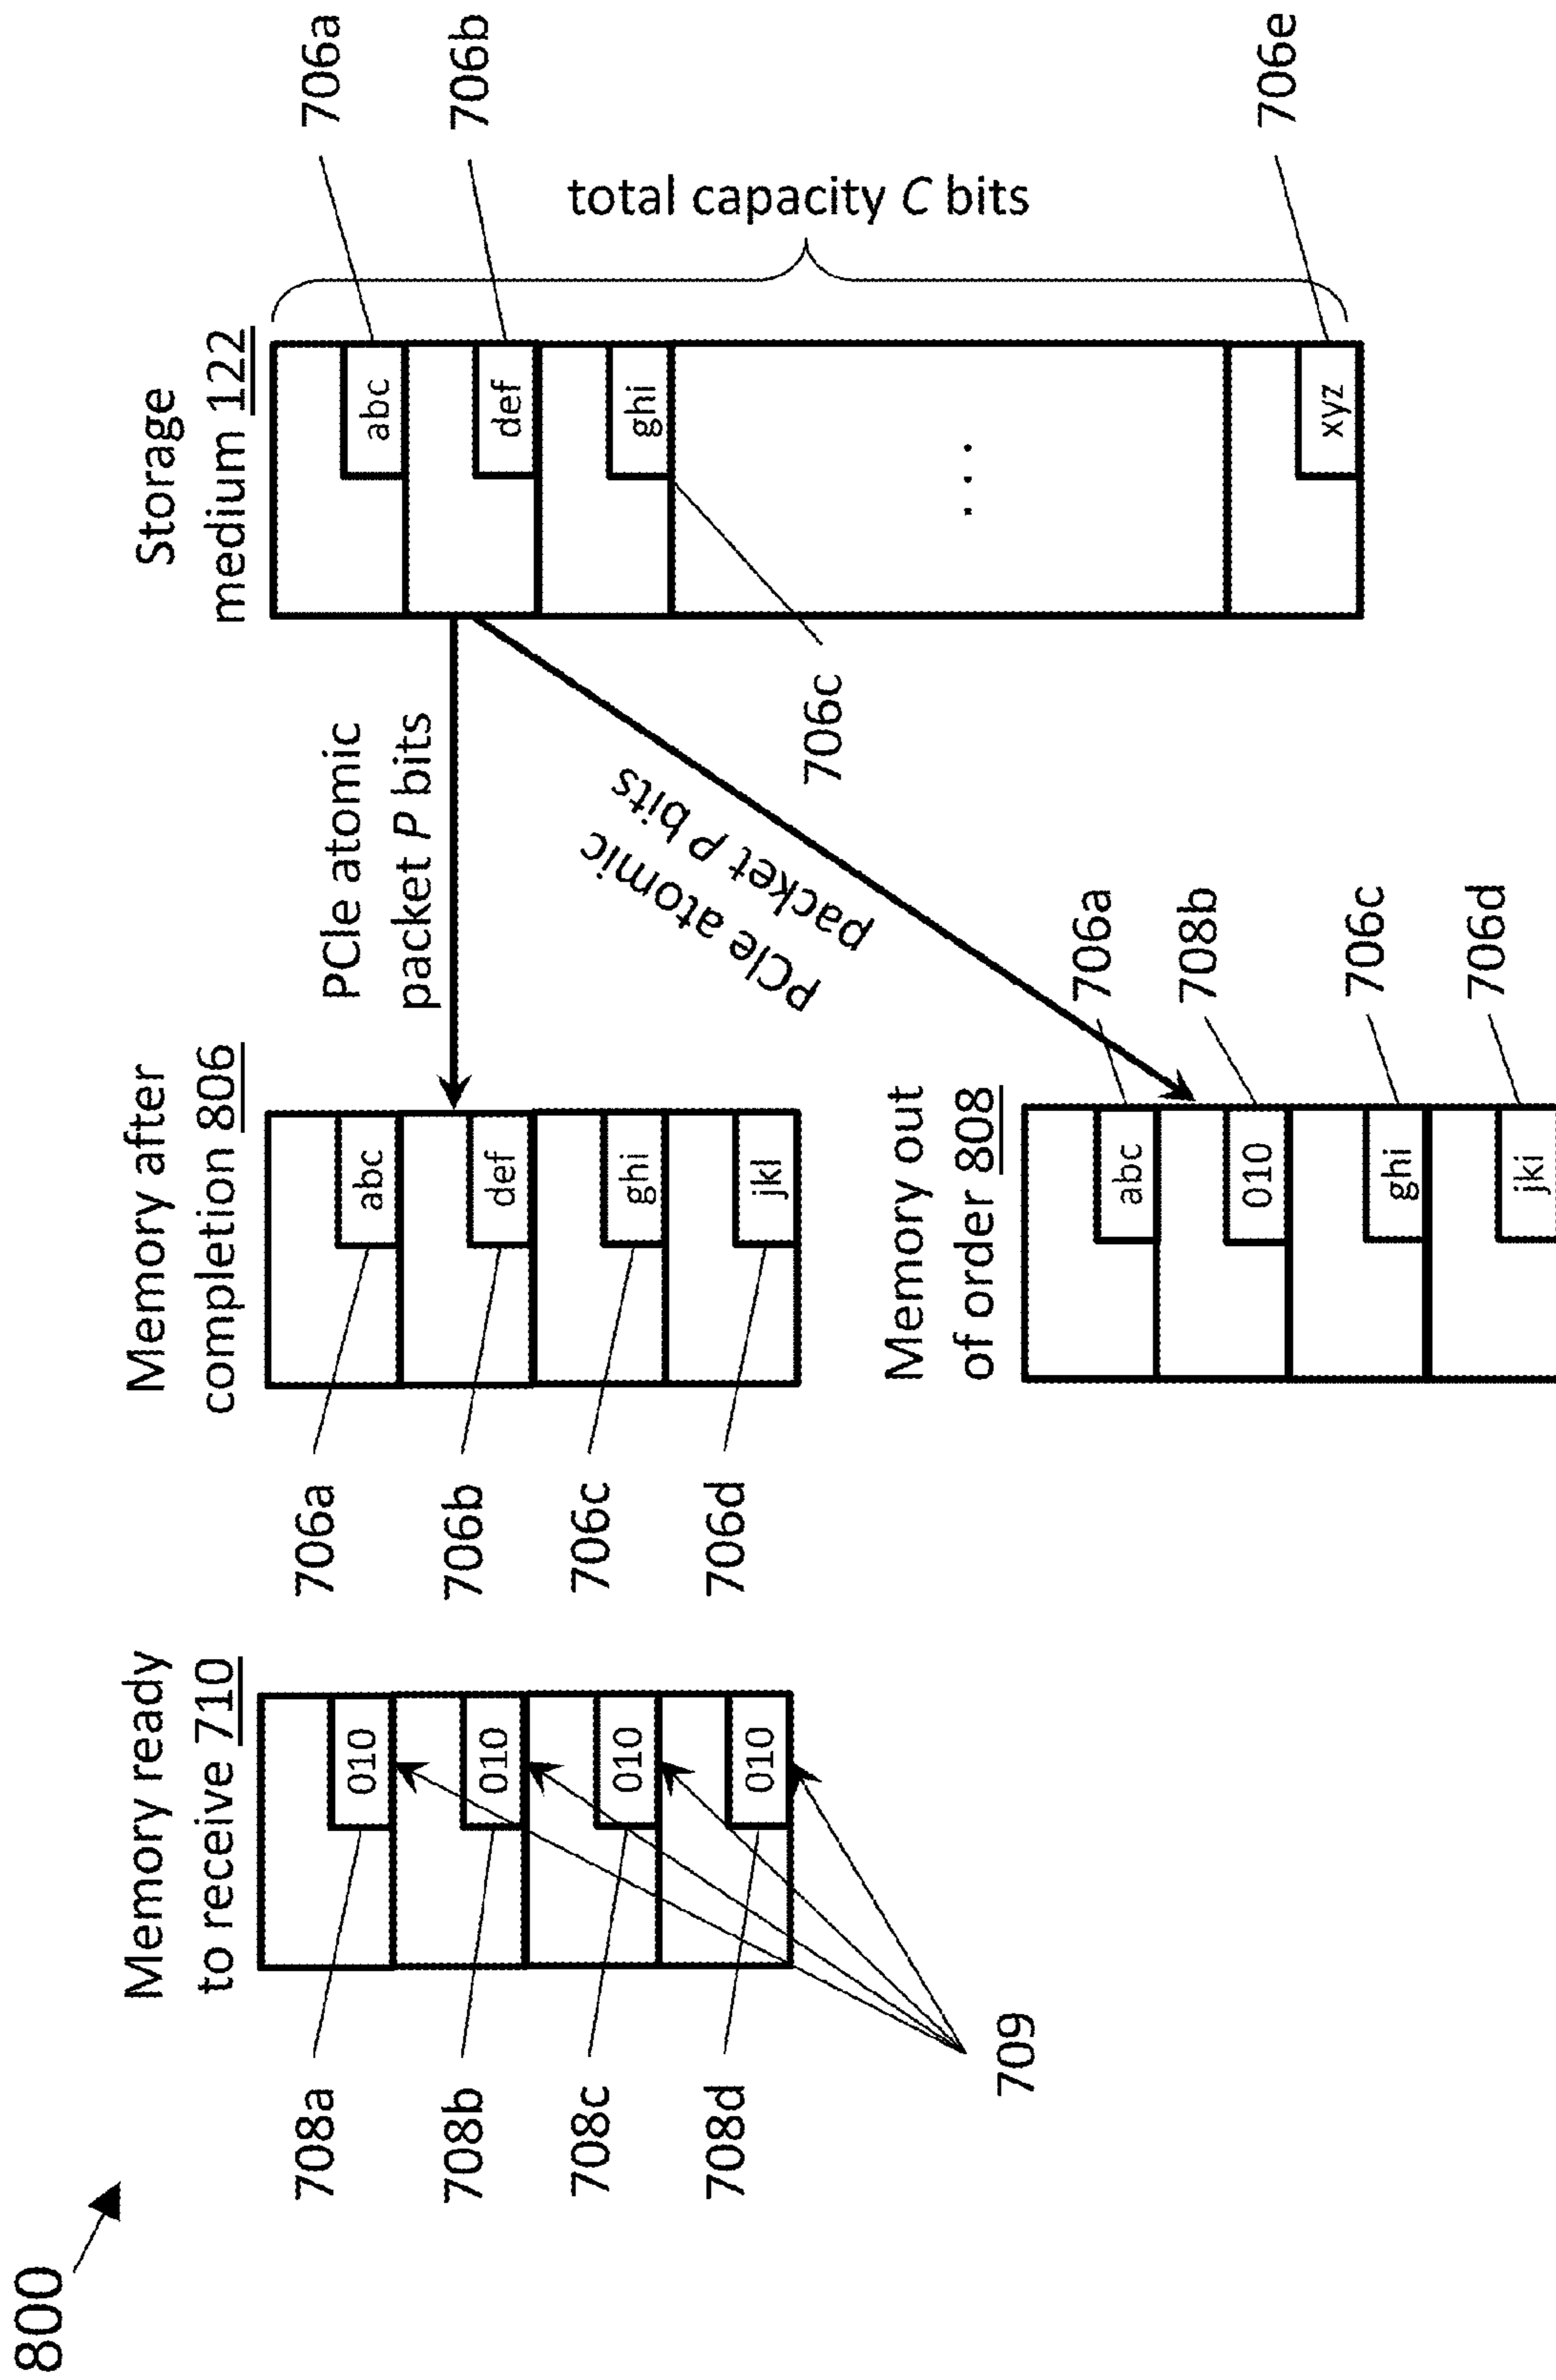 800
Memory ready
to receive 710
708a
010
708b
010
708c
010
708d
010
709
Memory after
completion 806
706a
abc
706b
def
706c
ghi
706d
jkl
PCIe atomic
packet P bits
PCIe atomic
packet P bits
Memory out
of order 808
abc
706a
010
708b
ghi
706c
jki
706d
Storage
medium 122
abc
706a
def
706b
ghi
706c
...
xyz
706e
total capacity C bits